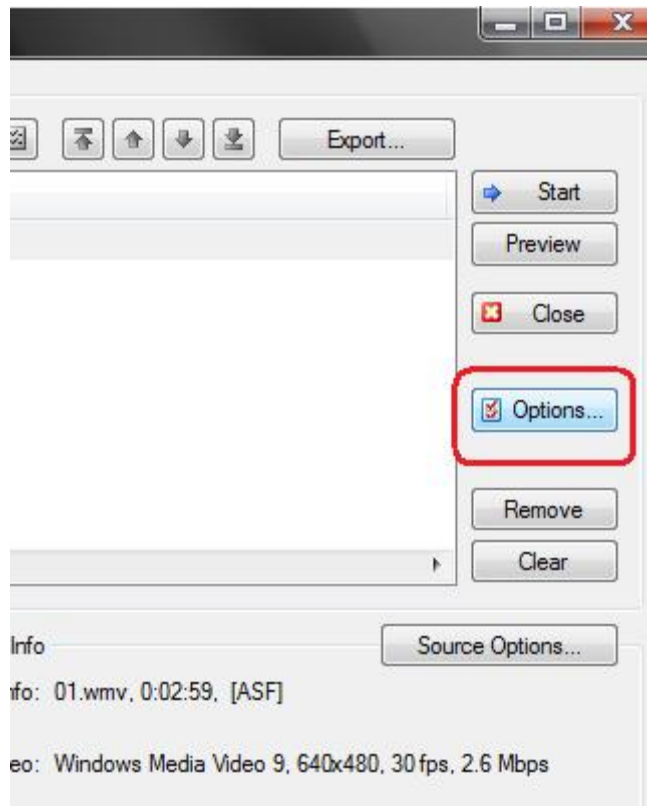 Export...
Start
Preview
Close
Options...
Remove
Clear
Info
Source Options...
nfo: 01.wmv, 0:02:59, [ASF]
eo: Windows Media Video 9, 640x480, 30 fps, 2.6 Mbps